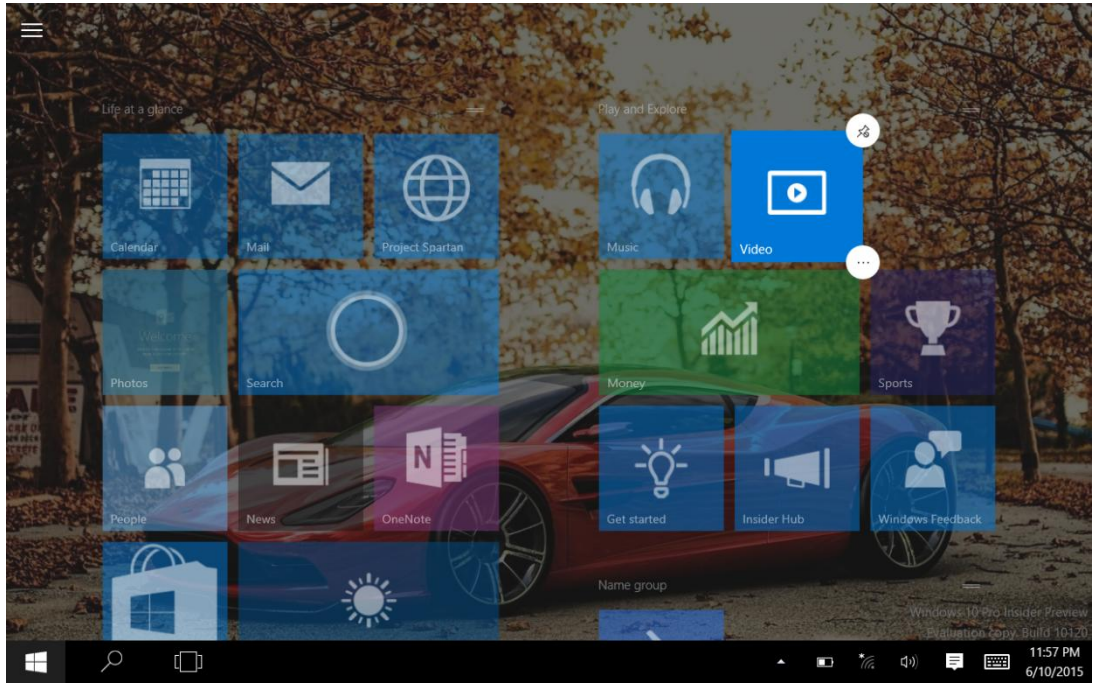 Life at a glance
Play and Explore
Calendar
Mail
Project Spartan
Music
Video
Welcome
Photos
Search
Money
Sports
People
News
N
OneNote
Get started
Insider Hub
Windows Feedback
Name group
Windows 10 Pro Insider Preview
Evaluation copy. Build 10120
11:57 PM
6/10/2015